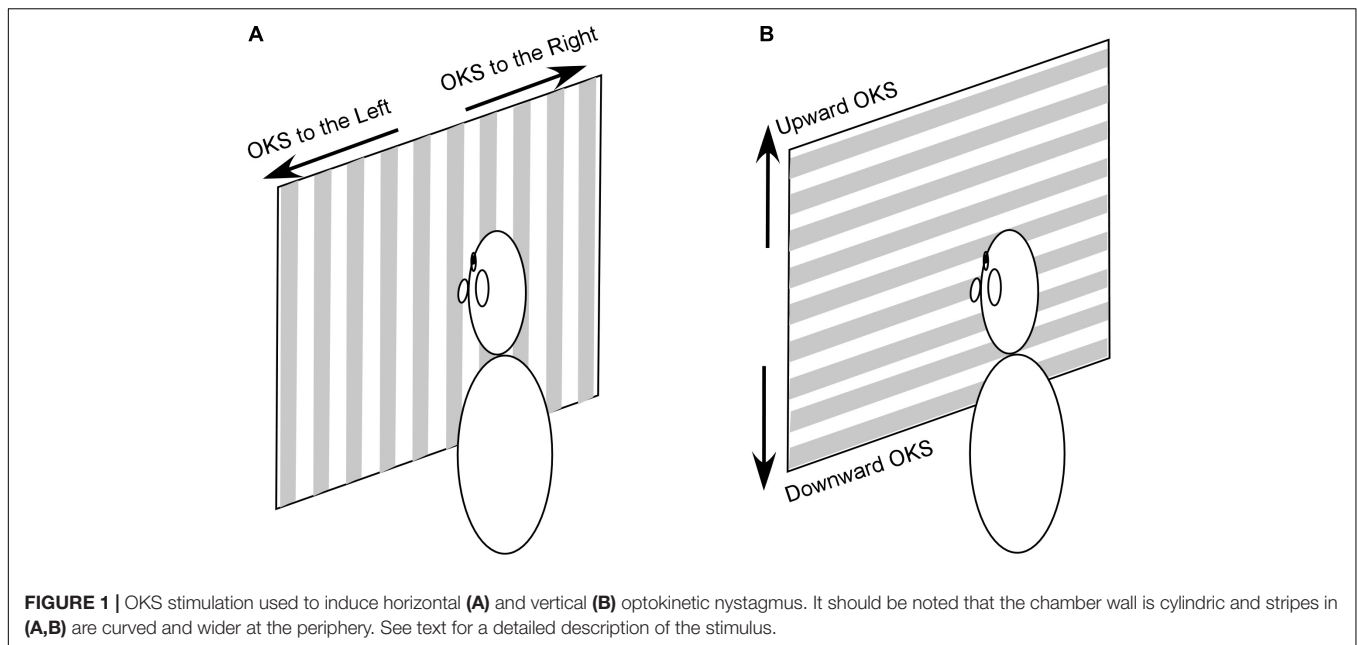 A
OKS to the Left
OKS to the Right
B
Upward OKS
Downward OKS
FIGURE 1 | OKS stimulation used to induce horizontal (A) and vertical (B) optokinetic nystagmus. It should be noted that the chamber wall is cylindric and stripes in
(A,B) are curved and wider at the periphery. See text for a detailed description of the stimulus.